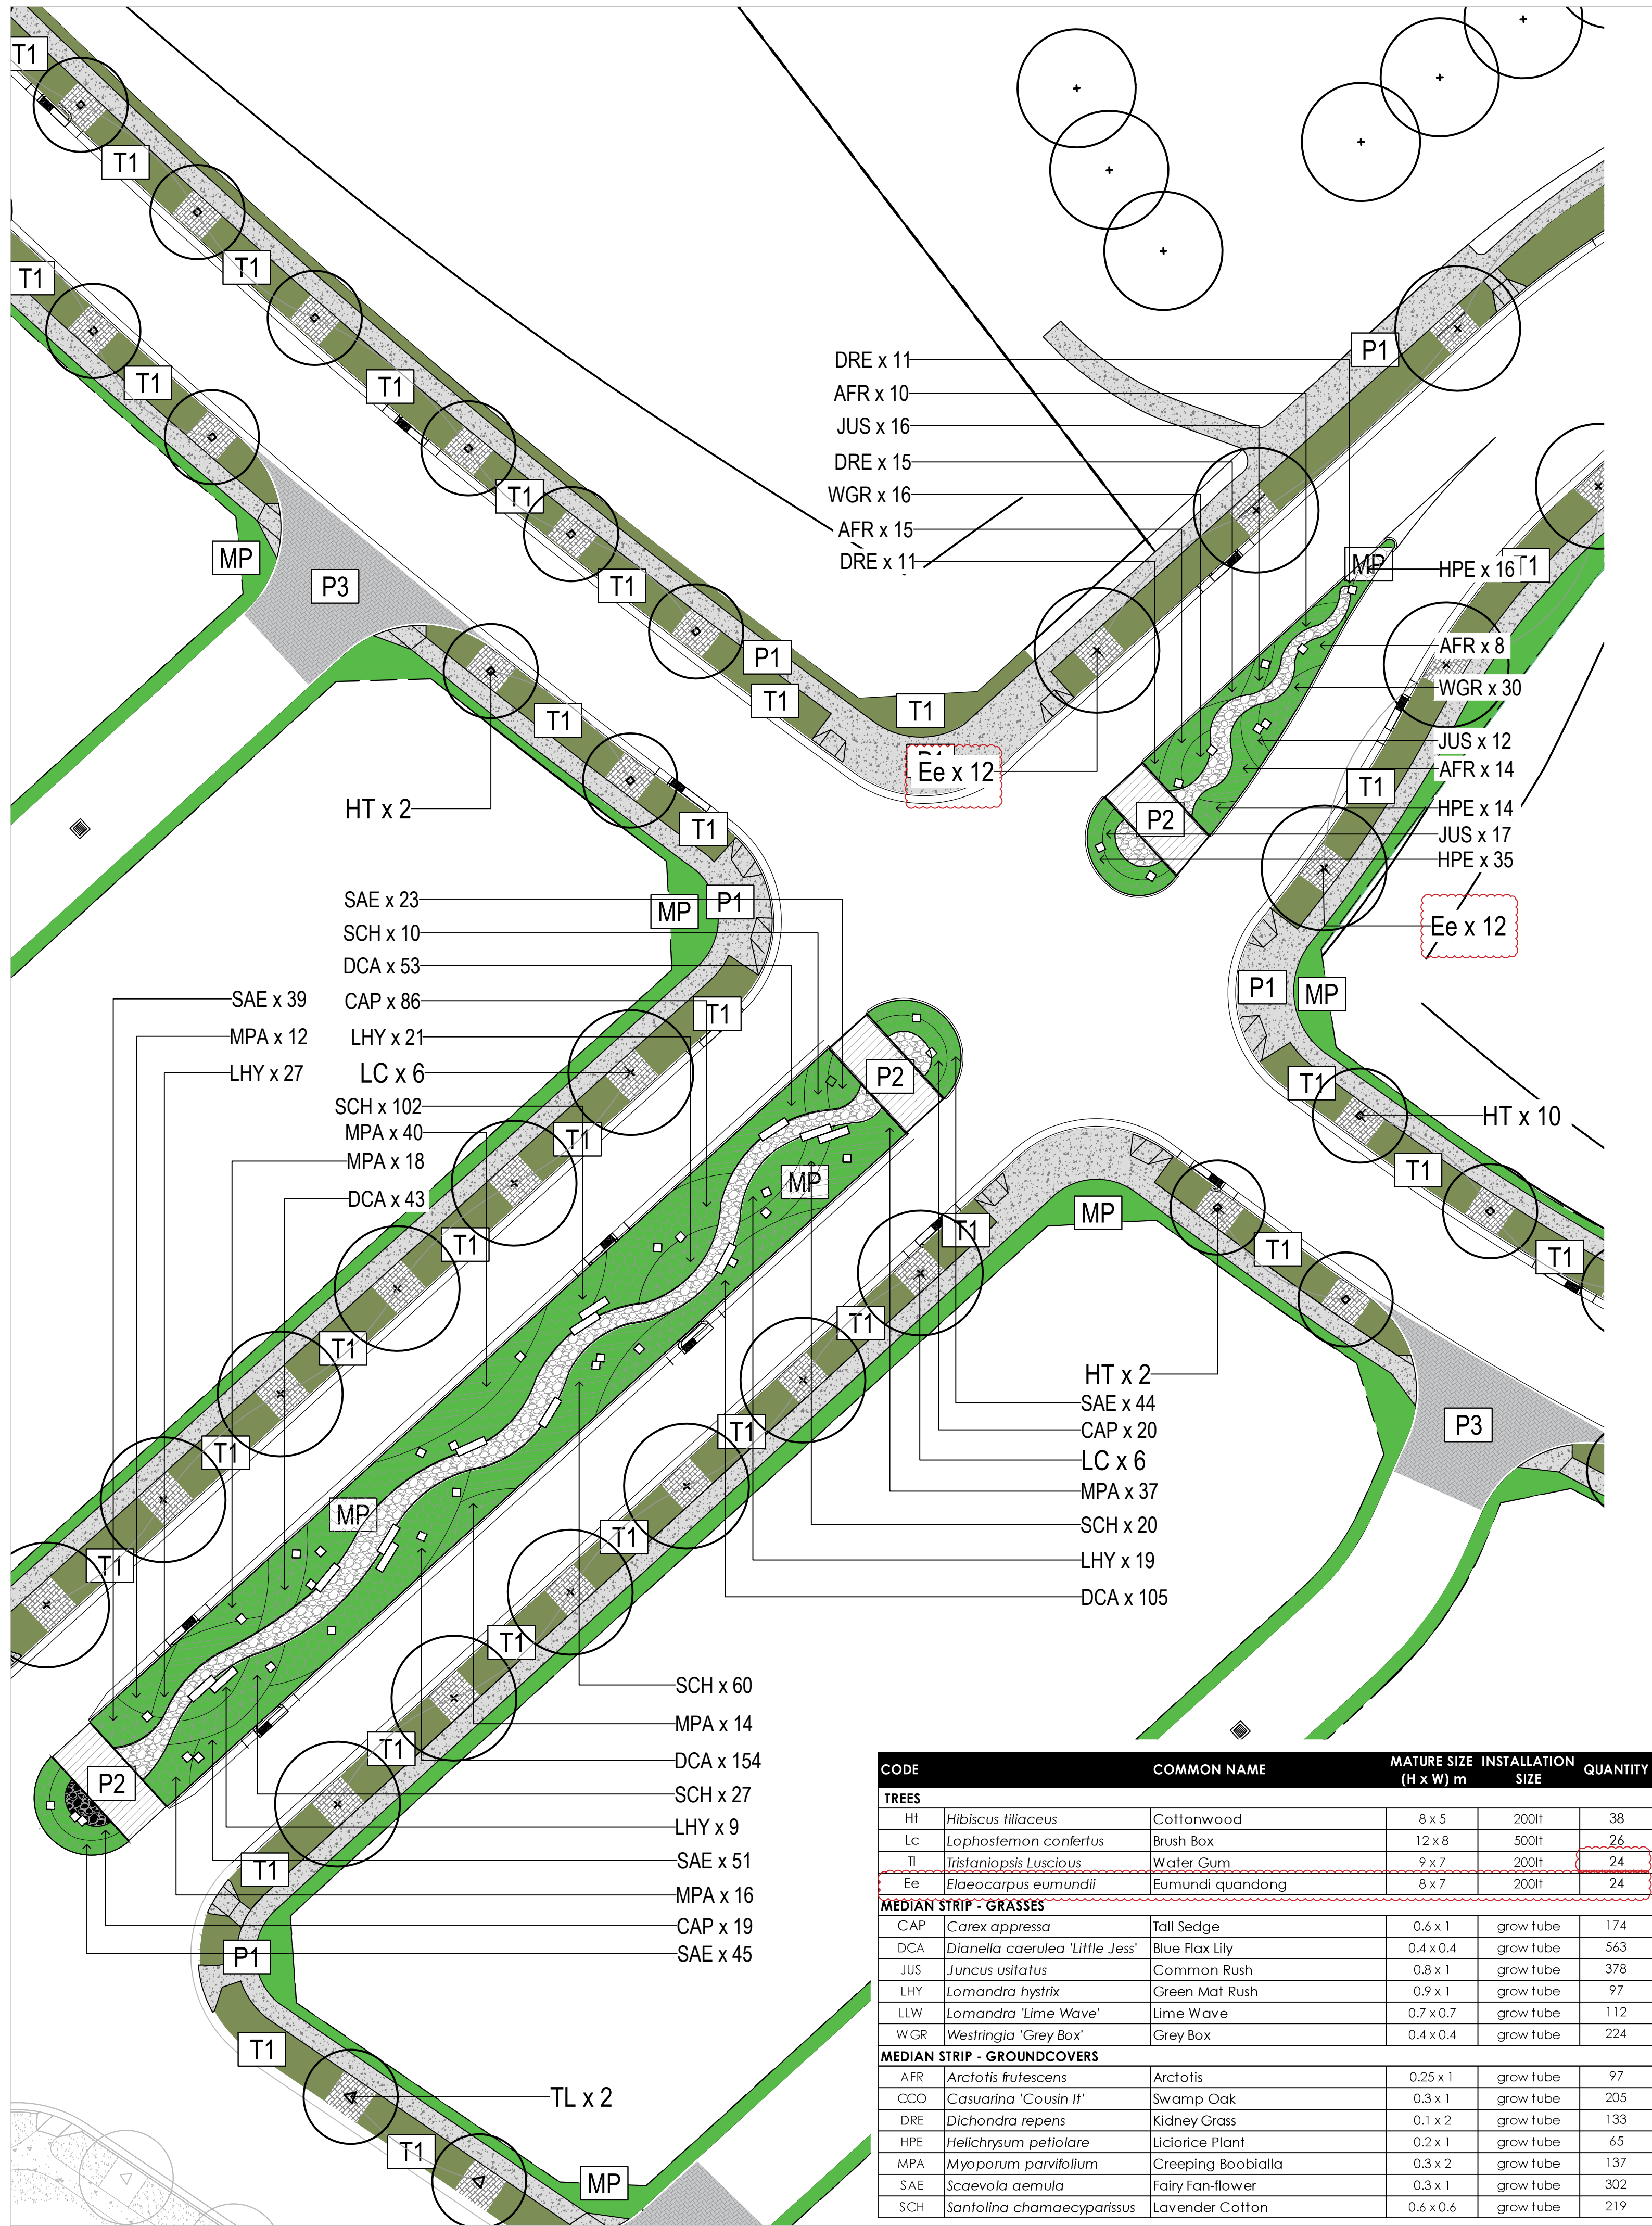 T1
T1
T1
T1
T1
T1
DRE x 11
P1
AFR x 10
T1
JUS x 16
DRE x 15
WGR x 16
T1
AFR x 15
MP
DRE x 11
MP
HPE x 16
T1
P3
T1
AFR x 8
P1
WGR x 30
T1
T1
T1
JUS x 12
Ee x 12
AFR x 14
T1
HT x 2
HPE x 14
P2
T1
JUS x 17
HPE x 35
SAE x 23
MP
P1
Ee x 12
SCH x 10
DCA x 53
P1
MP
SAE x 39
CAP x 86
T1
MPA x 12
LHY x 21
LHY x 27
LC x 6
P2
T1
SCH x 102
HT x 10
MPA x 40
T1
MPA x 18
T1
MP
DCA x 43
MP
T1
T1
T1
T1
T1
T1
HT x 2
SAE x 44
P3
CAP x 20
T1
T1
LC x 6
MPA x 37
MP
SCH x 20
T1
T1
LHY x 19
DCA x 105
T1
SCH x 60
MPA x 14
T1
DCA x 154
P2
SCH x 27
LHY x 9
SAE x 51
T1
MPA x 16
CAP x 19
P1
SAE x 45
T1
TL x 2
T1
MP
CODE COMMON NAME MATURE SIZE (H x W) m INSTALLATION SIZE QUANTITY
TREES
Ht Hibiscus tiliaceus Cottonwood 8 x 5 200lt 38
Lc Lophostemon confertus Brush Box 12 x 8 500lt 26
Tl Tristaniopsis Luscious Water Gum 9 x 7 200lt 24
Ee Elaeocarpus eumundii Eumundi quandong 8 x 7 200lt 24
MEDIAN STRIP - GRASSES
CAP Carex appressa Tall Sedge 0.6 x 1 grow tube 174
DCA Dianella caerulea 'Little Jess' Blue Flax Lily 0.4 x 0.4 grow tube 563
JUS Juncus usitatus Common Rush 0.8 x 1 grow tube 378
LHY Lomandra hystrix Green Mat Rush 0.9 x 1 grow tube 97
LLW Lomandra 'Lime Wave' Lime Wave 0.7 x 0.7 grow tube 112
WGR Westringia 'Grey Box' Grey Box 0.4 x 0.4 grow tube 224
MEDIAN STRIP - GROUNDCOVERS
AFR Arctotis frutescens Arctotis 0.25 x 1 grow tube 97
CCO Casuarina 'Cousin It' Swamp Oak 0.3 x 1 grow tube 205
DRE Dichondra repens Kidney Grass 0.1 x 2 grow tube 133
HPE Helichrysum petiolare Liciorice Plant 0.2 x 1 grow tube 65
MPA Myoporum parvifolium Creeping Boobialla 0.3 x 2 grow tube 137
SAE Scaevola aemula Fairy Fan-flower 0.3 x 1 grow tube 302
SCH Santolina chamaecyparissus Lavender Cotton 0.6 x 0.6 grow tube 219